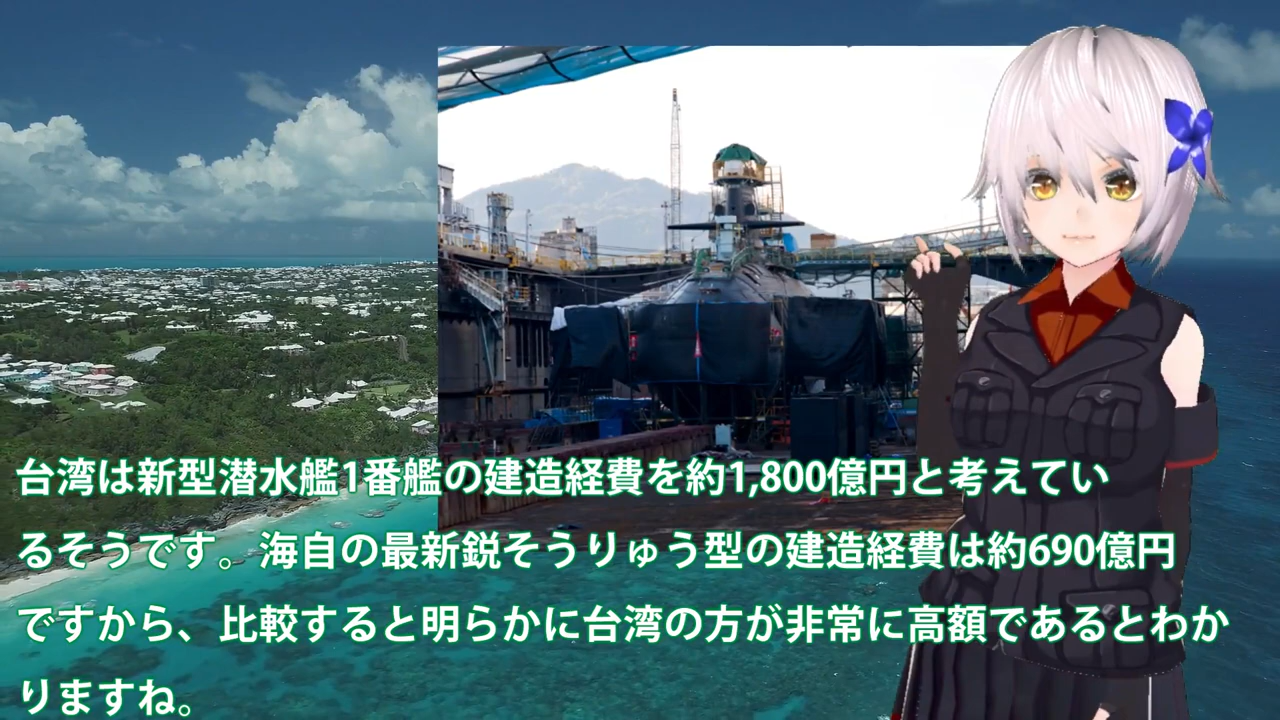 台湾は新型潜水艦1番艦の建造経費を約1,800億円と考えてい
るそうです。海自の最新鋭そうりゅう型の建造経費は約690億円
ですから、比較すると明らかに台湾の方が非常に高額であるとわか
りますね。